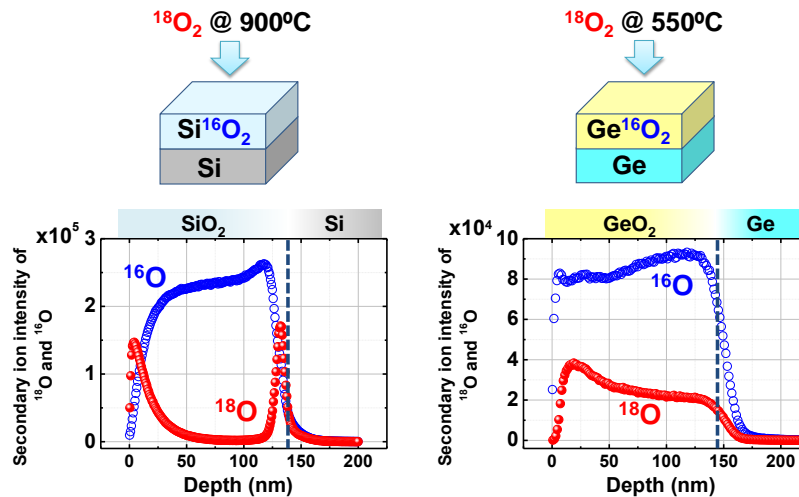 ¹⁸O₂ @ 900ºC
Si¹⁶O₂
Si
SiO₂ Si
x10⁵
Secondary ion intensity of
¹⁸O and ¹⁶O
3
2
1
0
¹⁶O
¹⁸O
0 50 100 150 200
Depth (nm)
¹⁸O₂ @ 550ºC
Ge¹⁶O₂
Ge
GeO₂ Ge
x10⁴
Secondary ion intensity of
¹⁸O and ¹⁶O
10
8
6
4
2
0
¹⁶O
¹⁸O
0 50 100 150 200
Depth (nm)